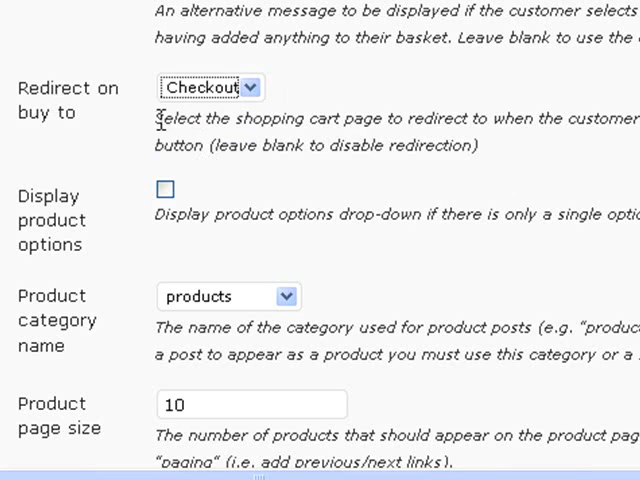 An alternative message to be displayed if the customer selects
having added anything to their basket. Leave blank to use the
Redirect on
buy to
Checkout
Select the shopping cart page to redirect to when the customer
button (leave blank to disable redirection)
Display
product
options
Display product options drop-down if there is only a single optio
Product
category
name
products
The name of the category used for product posts (e.g. "produc
a post to appear as a product you must use this category or a
Product
page size
10
The number of products that should appear on the product pag
"paging" (i.e. add previous/next links).